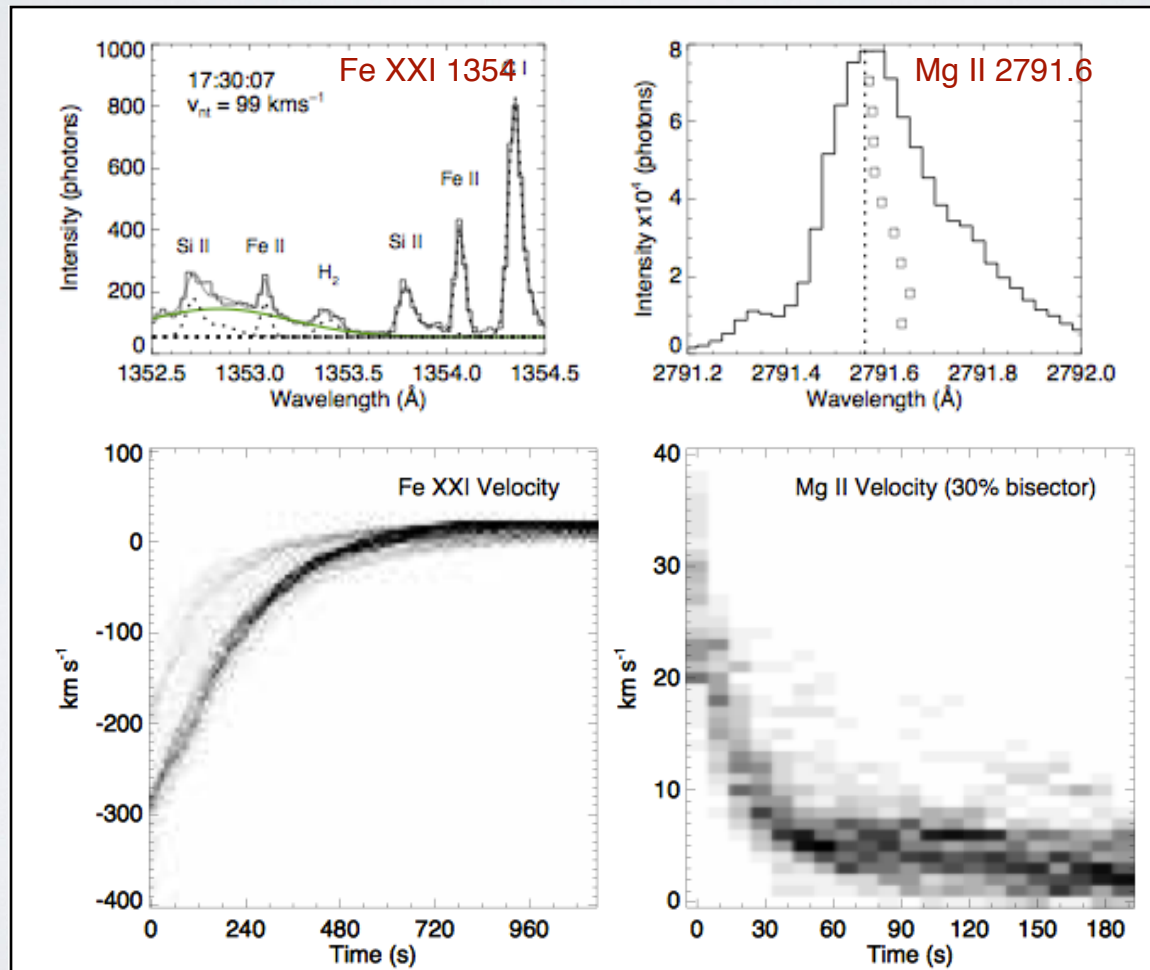 1000
800
600
400
200
0
Intensity (photons)
17:30:07
v_nt = 99 kms⁻¹
Fe XXI 1354
I
Si II
Fe II
H₂
Si II
Fe II
1352.5 1353.0 1353.5 1354.0 1354.5
Wavelength (Å)
8
6
4
2
0
Intensity x10⁴ (photons)
Mg II 2791.6
2791.2 2791.4 2791.6 2791.8 2792.0
Wavelength (Å)
100
0
-100
-200
-300
-400
km s⁻¹
Fe XXI Velocity
0 240 480 720 960
Time (s)
40
30
20
10
0
km s⁻¹
Mg II Velocity (30% bisector)
0 30 60 90 120 150 180
Time (s)